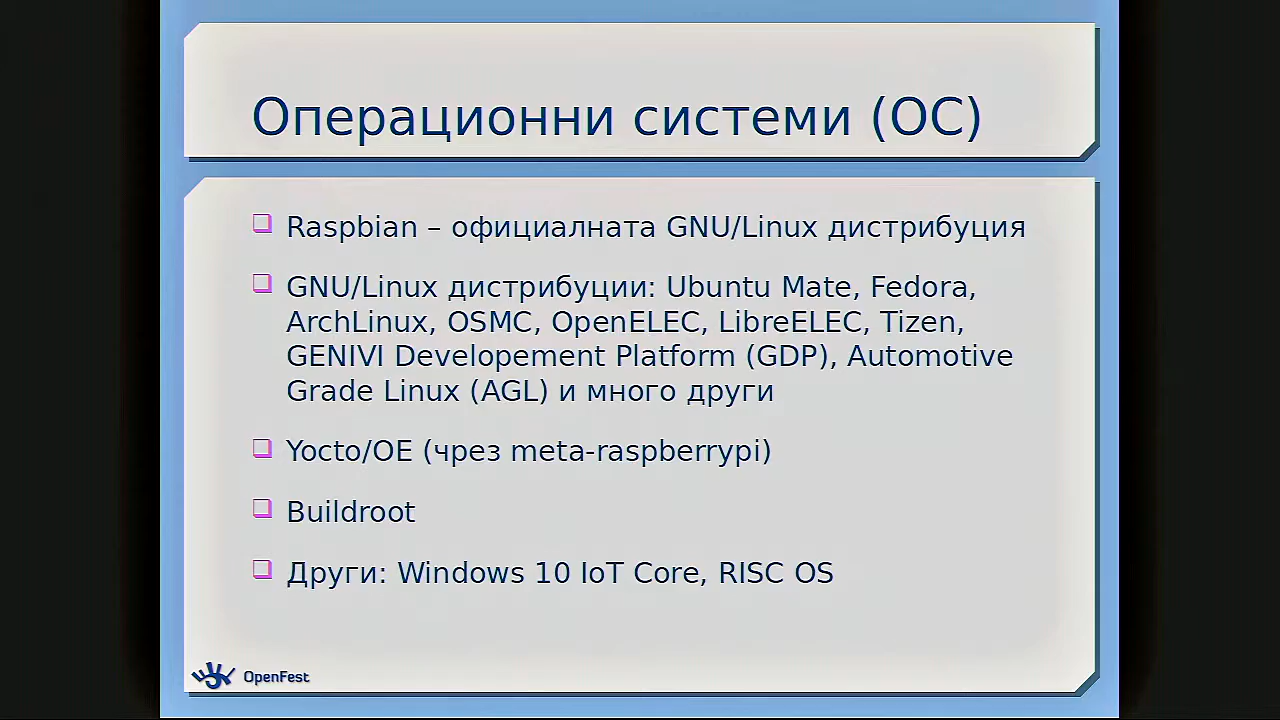 Операционни системи (ОС)
Raspbian – официалната GNU/Linux дистрибуция
GNU/Linux дистрибуции: Ubuntu Mate, Fedora,
ArchLinux, OSMC, OpenELEC, LibreELEC, Tizen,
GENIVI Developement Platform (GDP), Automotive
Grade Linux (AGL) и много други
Yocto/OE (чрез meta-raspberrypi)
Buildroot
Други: Windows 10 IoT Core, RISC OS
OpenFest